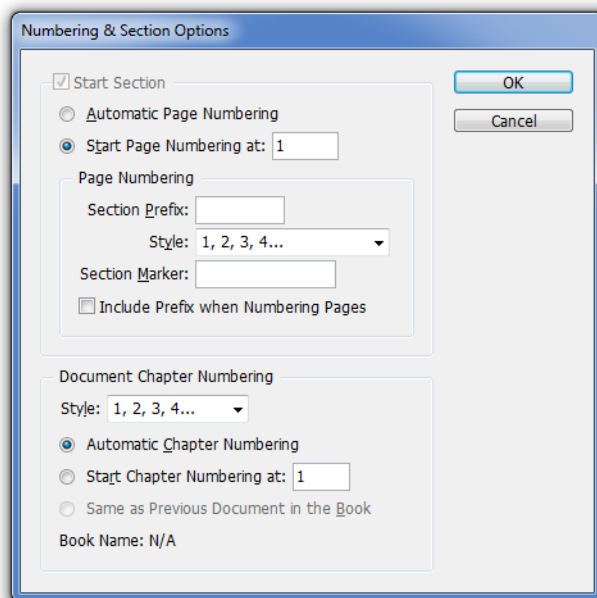 Numbering & Section Options
Start Section
OK
Automatic Page Numbering
Cancel
Start Page Numbering at: 1
Page Numbering
Section Prefix:
Style: 1, 2, 3, 4...
Section Marker:
Include Prefix when Numbering Pages
Document Chapter Numbering
Style: 1, 2, 3, 4...
Automatic Chapter Numbering
Start Chapter Numbering at: 1
Same as Previous Document in the Book
Book Name: N/A